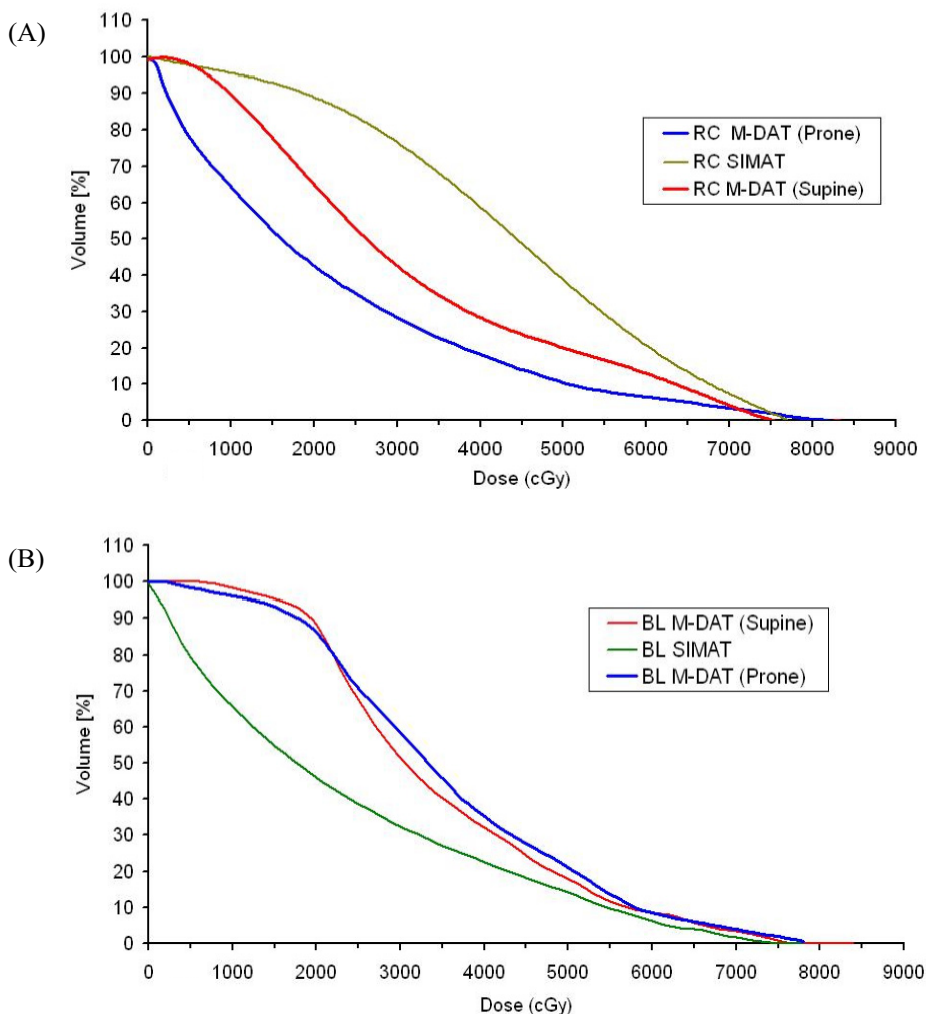 (A)
110
100
90
80
70
60
50
40
30
20
10
0
Volume [%]
RC M-DAT (Prone)
RC SIMAT
RC M-DAT (Supine)
0 1000 2000 3000 4000 5000 6000 7000 8000 9000
Dose (cGy)
(B)
110
100
90
80
70
60
50
40
30
20
10
0
Volume [%]
BL M-DAT (Supine)
BL SIMAT
BL M-DAT (Prone)
0 1000 2000 3000 4000 5000 6000 7000 8000 9000
Dose (cGy)